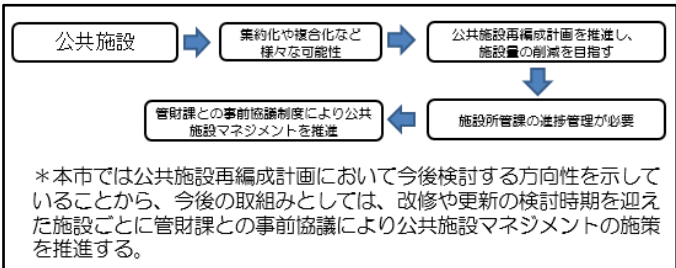 公共施設
集約化や複合化など
様々な可能性
公共施設再編成計画を推進し、
施設量の削減を目指す
施設所管課の進捗管理が必要
管財課との事前協議制度により公共
施設マネジメントを推進
＊本市では公共施設再編成計画において今後検討する方向性を示して
いることから、今後の取組みとしては、改修や更新の検討時期を迎え
た施設ごとに管財課との事前協議により公共施設マネジメントの施策
を推進する。